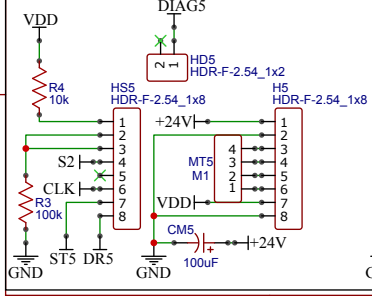 DIAG5
VDD
2 1
HD5
HDR-F-2.54_1x2
R4
10k
HS5
HDR-F-2.54_1x8
1
2
3
4
5
6
7
8
S2
CLK
R3
100k
GND
ST5
DR5
H5
HDR-F-2.54_1x8
+24V
1
2
3
4
5
6
7
8
MT5
M1
4
3
2
1
VDD
CM5
100uF
+24V
GND
G